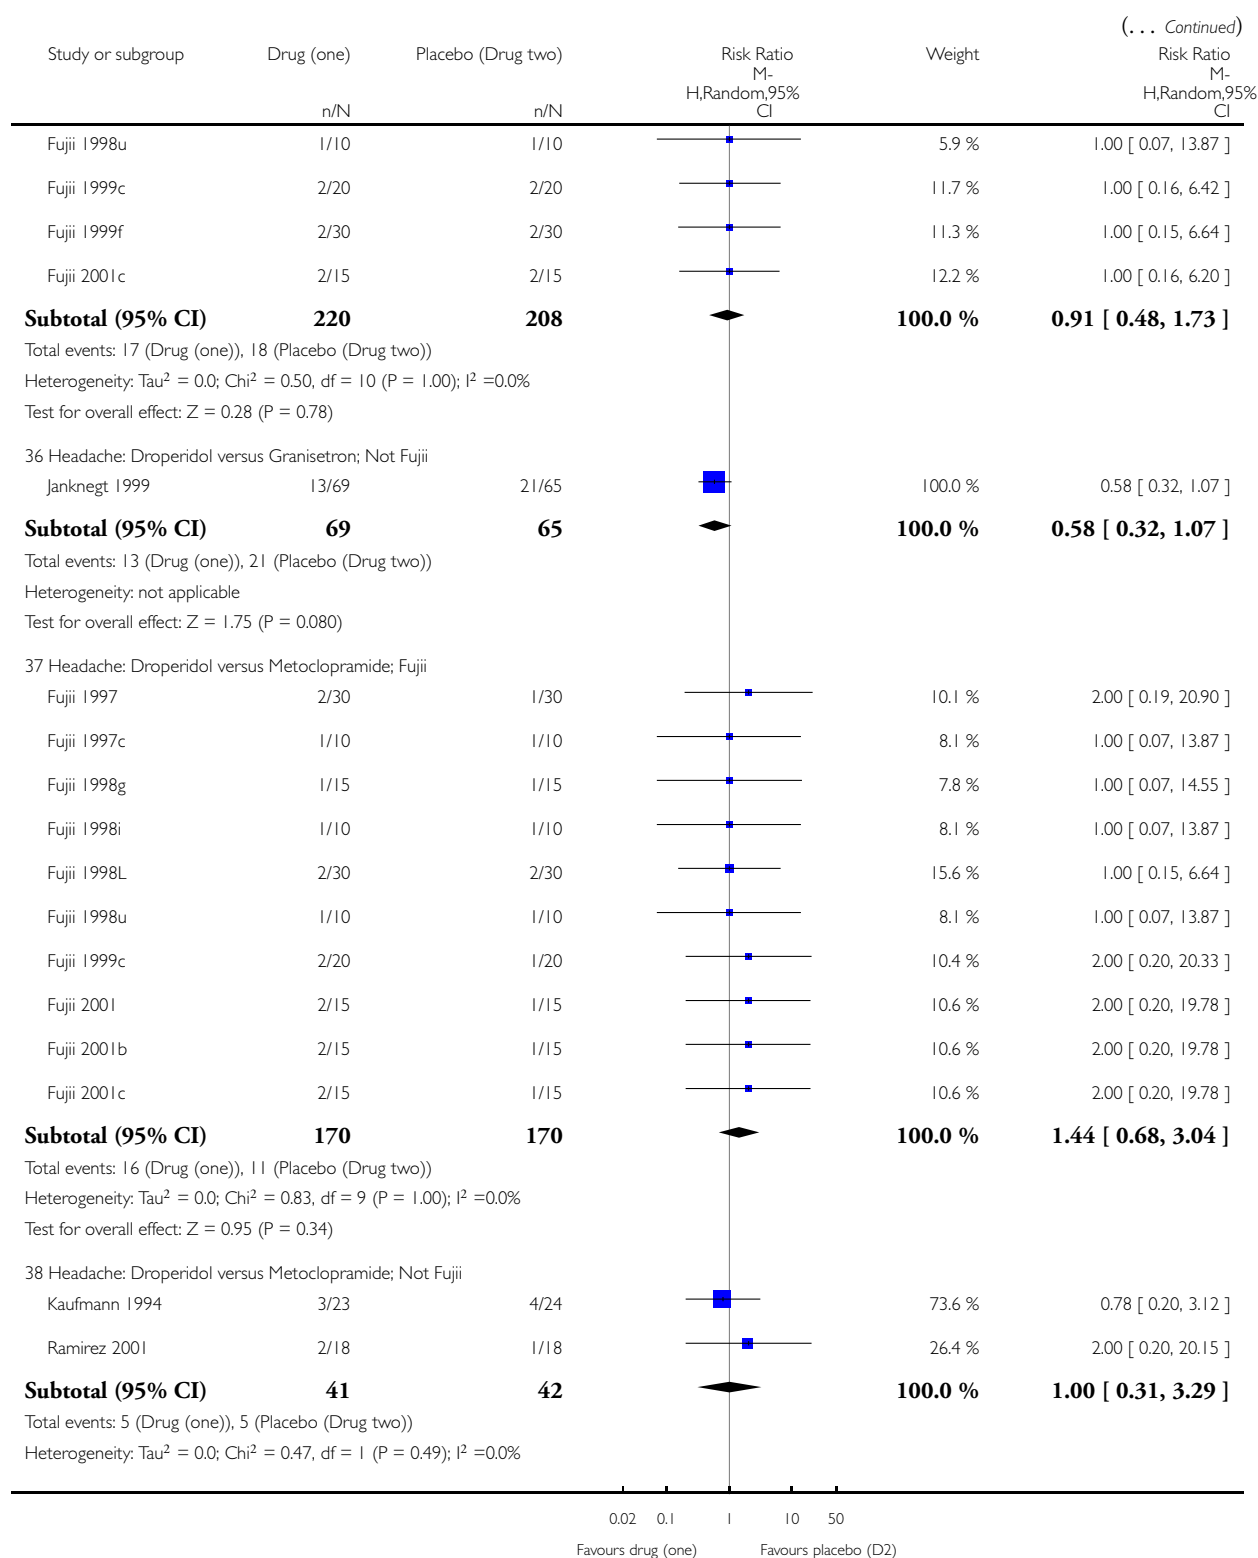 (... Continued)
Study or subgroup Drug (one) Placebo (Drug two) Risk Ratio Weight Risk Ratio
M- M-
H,Random,95% H,Random,95%
n/N n/N CI CI
Fujii 1998u 1/10 1/10 5.9 % 1.00 [ 0.07, 13.87 ]
Fujii 1999c 2/20 2/20 11.7 % 1.00 [ 0.16, 6.42 ]
Fujii 1999f 2/30 2/30 11.3 % 1.00 [ 0.15, 6.64 ]
Fujii 2001c 2/15 2/15 12.2 % 1.00 [ 0.16, 6.20 ]
Subtotal (95% CI) 220 208 100.0 % 0.91 [ 0.48, 1.73 ]
Total events: 17 (Drug (one)), 18 (Placebo (Drug two))
Heterogeneity: Tau² = 0.0; Chi² = 0.50, df = 10 (P = 1.00); I² =0.0%
Test for overall effect: Z = 0.28 (P = 0.78)
36 Headache: Droperidol versus Granisetron; Not Fujii
Janknegt 1999 13/69 21/65 100.0 % 0.58 [ 0.32, 1.07 ]
Subtotal (95% CI) 69 65 100.0 % 0.58 [ 0.32, 1.07 ]
Total events: 13 (Drug (one)), 21 (Placebo (Drug two))
Heterogeneity: not applicable
Test for overall effect: Z = 1.75 (P = 0.080)
37 Headache: Droperidol versus Metoclopramide; Fujii
Fujii 1997 2/30 1/30 10.1 % 2.00 [ 0.19, 20.90 ]
Fujii 1997c 1/10 1/10 8.1 % 1.00 [ 0.07, 13.87 ]
Fujii 1998g 1/15 1/15 7.8 % 1.00 [ 0.07, 14.55 ]
Fujii 1998i 1/10 1/10 8.1 % 1.00 [ 0.07, 13.87 ]
Fujii 1998L 2/30 2/30 15.6 % 1.00 [ 0.15, 6.64 ]
Fujii 1998u 1/10 1/10 8.1 % 1.00 [ 0.07, 13.87 ]
Fujii 1999c 2/20 1/20 10.4 % 2.00 [ 0.20, 20.33 ]
Fujii 2001 2/15 1/15 10.6 % 2.00 [ 0.20, 19.78 ]
Fujii 2001b 2/15 1/15 10.6 % 2.00 [ 0.20, 19.78 ]
Fujii 2001c 2/15 1/15 10.6 % 2.00 [ 0.20, 19.78 ]
Subtotal (95% CI) 170 170 100.0 % 1.44 [ 0.68, 3.04 ]
Total events: 16 (Drug (one)), 11 (Placebo (Drug two))
Heterogeneity: Tau² = 0.0; Chi² = 0.83, df = 9 (P = 1.00); I² =0.0%
Test for overall effect: Z = 0.95 (P = 0.34)
38 Headache: Droperidol versus Metoclopramide; Not Fujii
Kaufmann 1994 3/23 4/24 73.6 % 0.78 [ 0.20, 3.12 ]
Ramirez 2001 2/18 1/18 26.4 % 2.00 [ 0.20, 20.15 ]
Subtotal (95% CI) 41 42 100.0 % 1.00 [ 0.31, 3.29 ]
Total events: 5 (Drug (one)), 5 (Placebo (Drug two))
Heterogeneity: Tau² = 0.0; Chi² = 0.47, df = 1 (P = 0.49); I² =0.0%
0.02 0.1 1 10 50
Favours drug (one) Favours placebo (D2)